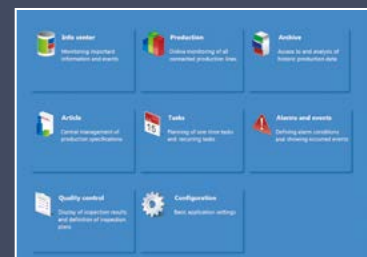 Info center
Monitoring important
information and events
Production
Online monitoring of all
connected production lines
Archive
Access to and analysis of
historic production data
Article
Central management of
production specifications
Tasks
Planning of one-time tasks
and recurring tasks
15
Alarms and events
Defining alarm conditions
and showing occurred events
Quality control
Display of inspection results
and definition of inspection
plans
Configuration
Basic application settings